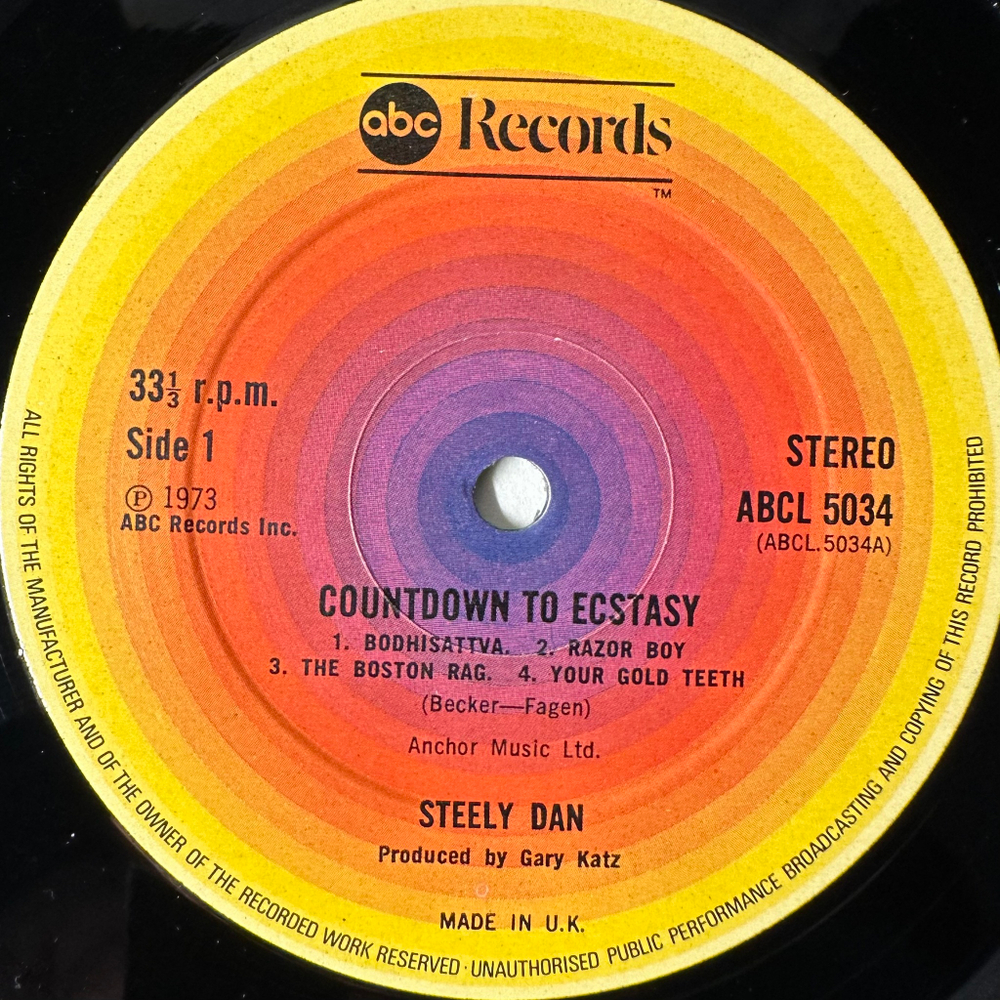 abc Records
TM
33⅓ r.p.m.
Side 1
℗ 1973
ABC Records Inc.
STEREO
ABCL 5034
(ABCL.5034A)
COUNTDOWN TO ECSTASY
1. BODHISATTVA. 2. RAZOR BOY
3. THE BOSTON RAG. 4. YOUR GOLD TEETH
(Becker—Fagen)
Anchor Music Ltd.
STEELY DAN
Produced by Gary Katz
MADE IN U.K.
ALL RIGHTS OF THE MANUFACTURER AND OF THE OWNER OF THE RECORDED WORK RESERVED · UNAUTHORISED PUBLIC PERFORMANCE BROADCASTING AND COPYING OF THIS RECORD PROHIBITED